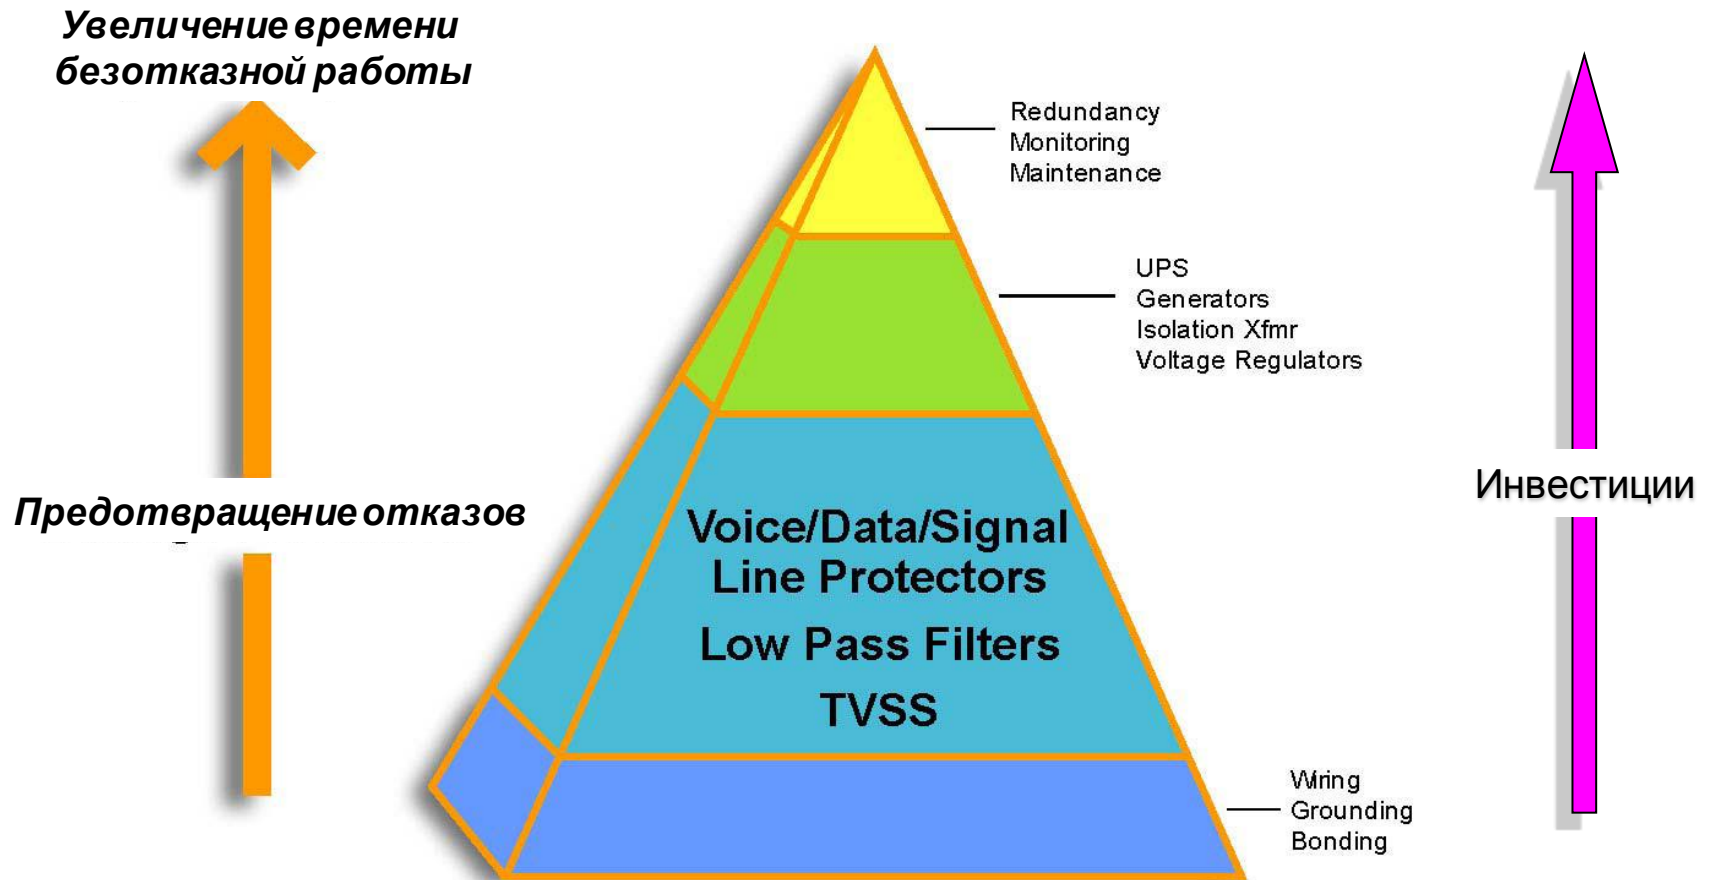 Увеличение времени
безотказной работы
Redundancy
Monitoring
Maintenance
UPS
Generators
Isolation Xfmr
Voltage Regulators
Предотвращение отказов
Инвестиции
Voice/Data/Signal
Line Protectors
Low Pass Filters
TVSS
Wiring
Grounding
Bonding